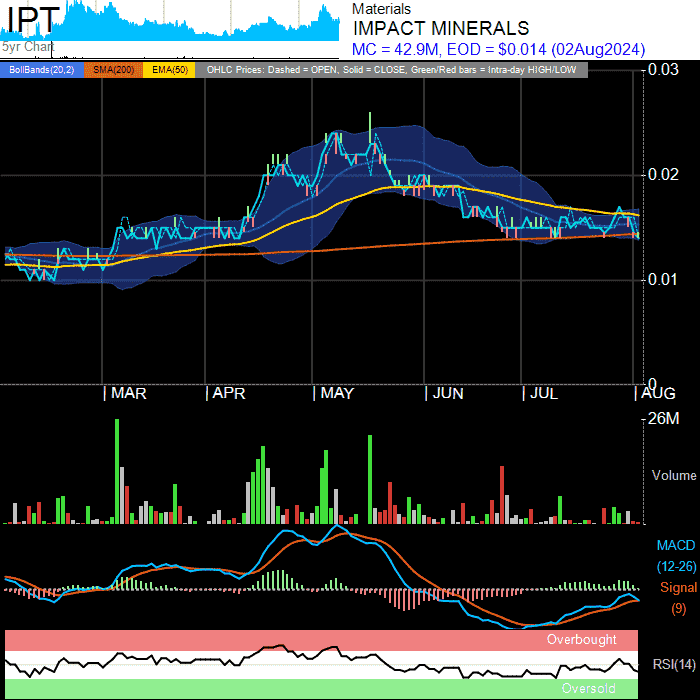 IPT
5yr Chart
Materials
IMPACT MINERALS
MC = 42.9M, EOD = $0.014 (02Aug2024)
BollBands(20,2) SMA(200) EMA(50) OHLC Prices: Dashed = OPEN, Solid = CLOSE, Green/Red bars = Intra-day HIGH/LOW
0.03
0.02
0.01
0
MAR APR MAY JUN JUL AUG
26M
Volume
MACD
(12-26)
Signal
(9)
Overbought
RSI(14)
Oversold